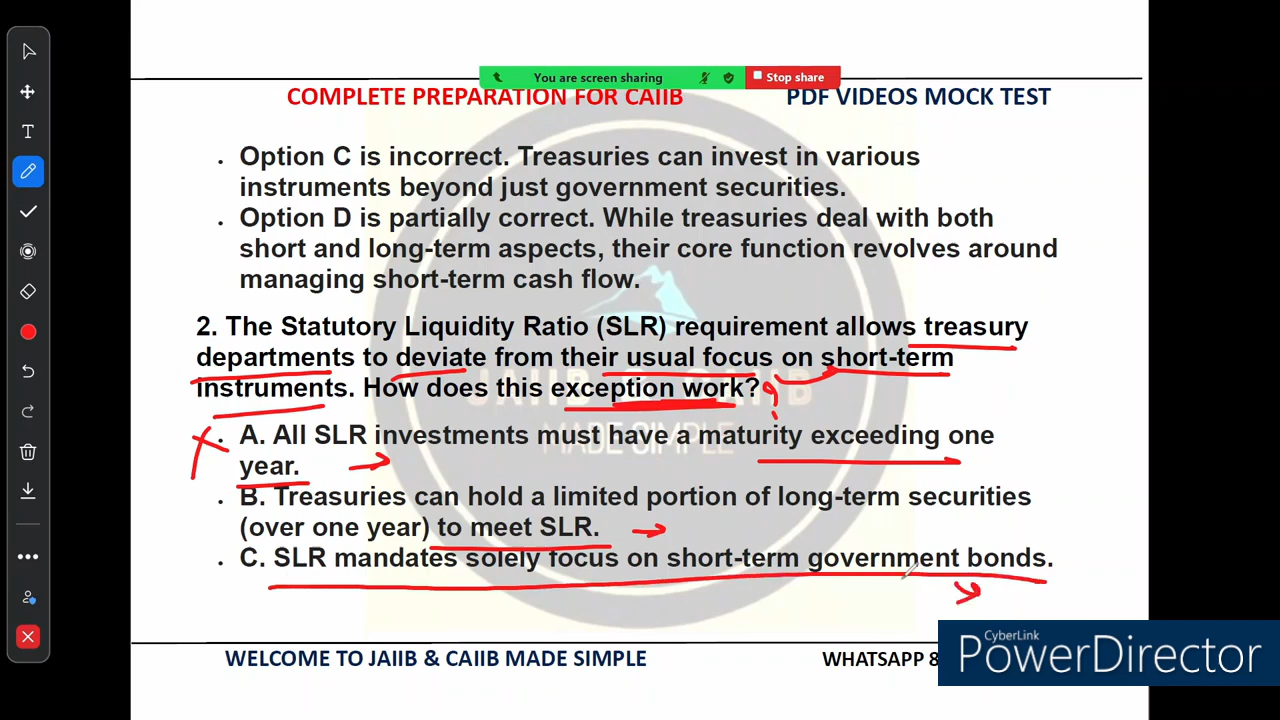 You are screen sharing
Stop share
COMPLETE PREPARATION FOR CAIIB PDF VIDEOS MOCK TEST
. Option C is incorrect. Treasuries can invest in various
instruments beyond just government securities.
. Option D is partially correct. While treasuries deal with both
short and long-term aspects, their core function revolves around
managing short-term cash flow.
2. The Statutory Liquidity Ratio (SLR) requirement allows treasury
departments to deviate from their usual focus on short-term
instruments. How does this exception work?
. A. All SLR investments must have a maturity exceeding one
year.
. B. Treasuries can hold a limited portion of long-term securities
(over one year) to meet SLR.
. C. SLR mandates solely focus on short-term government bonds.
MADE SIMPLE
WELCOME TO JAIIB & CAIIB MADE SIMPLE WHATSAPP 8
CyberLink
PowerDirector